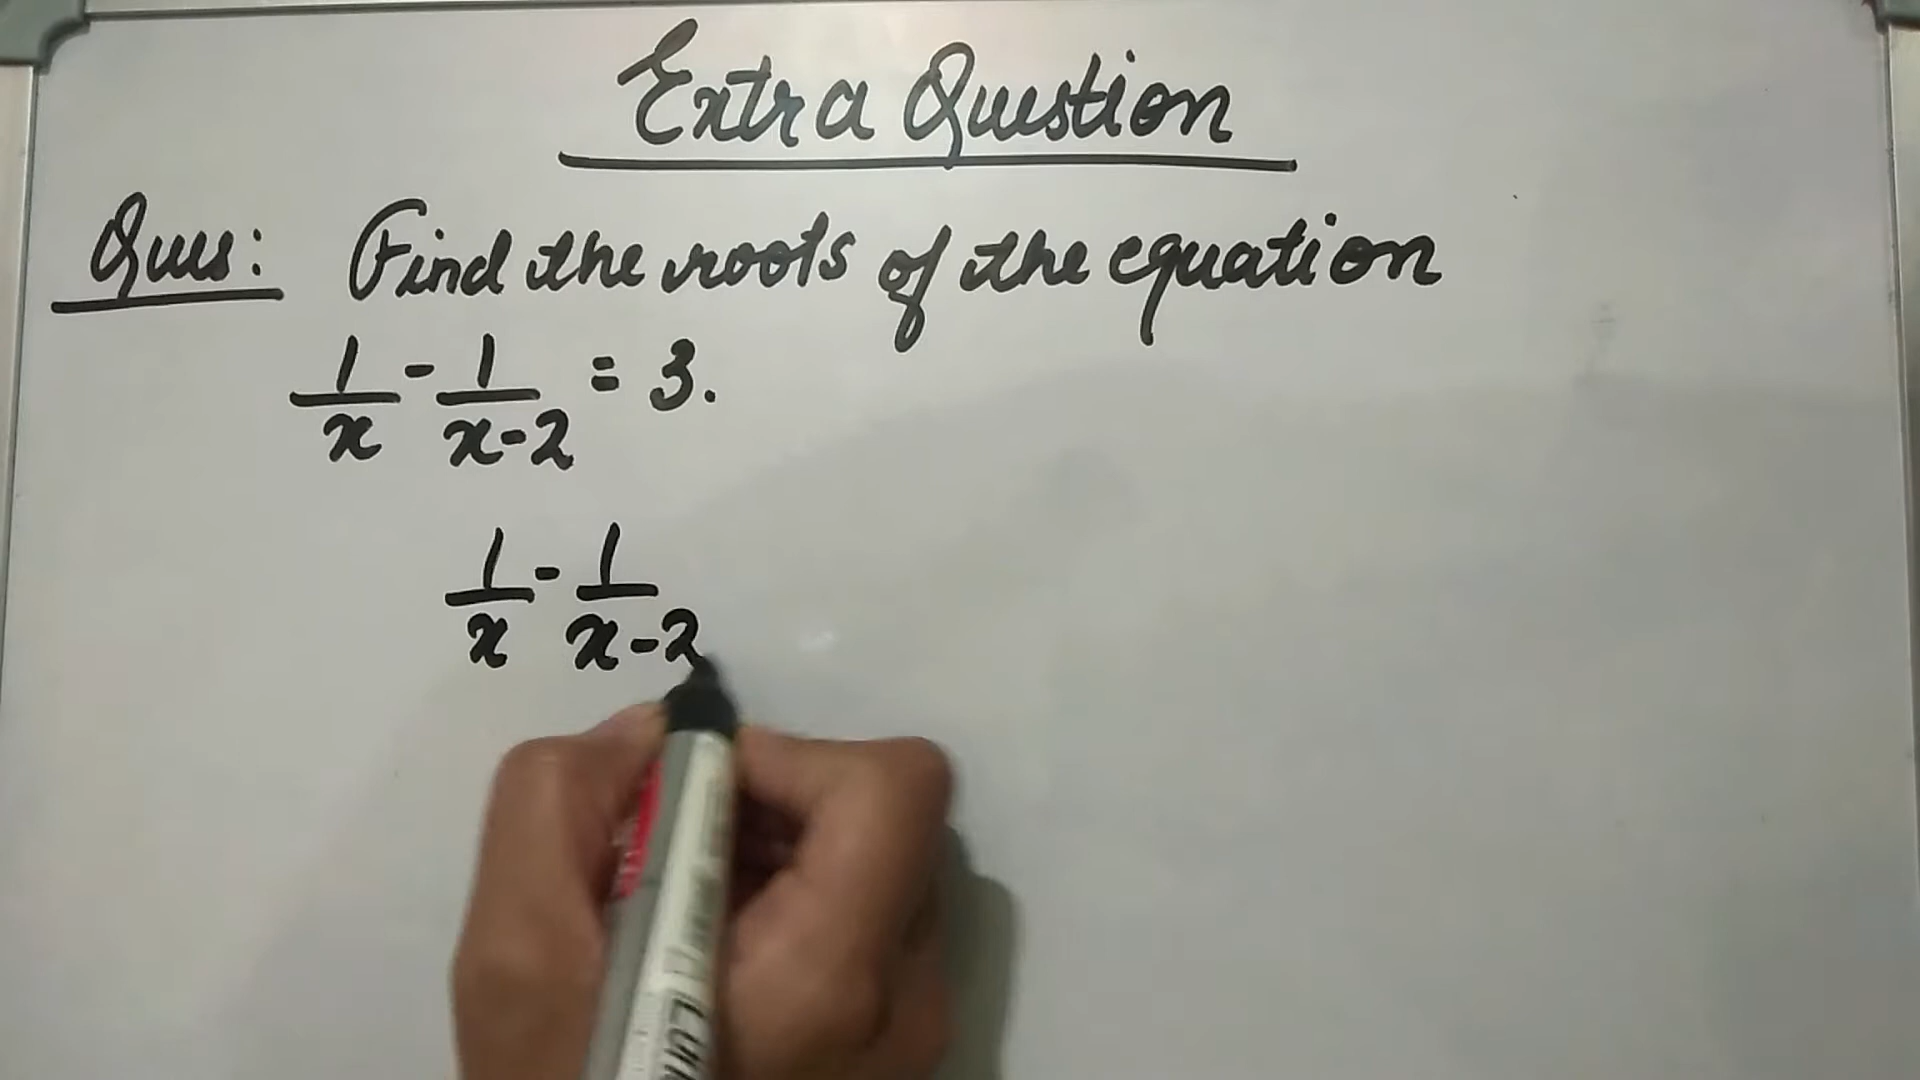 Extra Question
Ques: Find the roots of the equation
1/x - 1/x-2 = 3.
1/x - 1/x-2